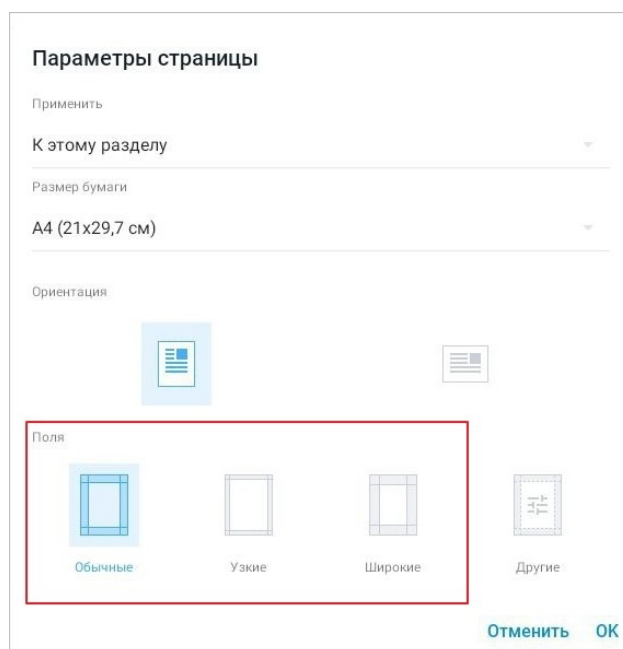 Параметры страницы
Применить
К этому разделу
Размер бумаги
А4 (21x29,7 см)
Ориентация
Поля
Обычные Узкие Широкие Другие
Отменить ОК